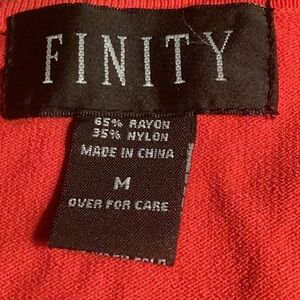 FINITY
65% RAYON
35% NYLON
MADE IN CHINA
M
OVER FOR CARE